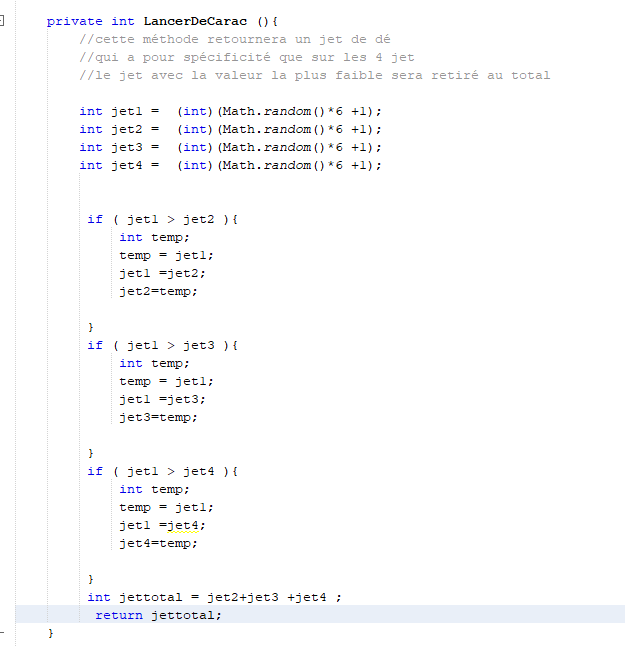 private int LancerDeCarac (){
//cette méthode retournera un jet de dé
//qui a pour spécificité que sur les 4 jet
//le jet avec la valeur la plus faible sera retiré au total
int jet1 =  (int)(Math.random()*6 +1);
int jet2 =  (int)(Math.random()*6 +1);
int jet3 =  (int)(Math.random()*6 +1);
int jet4 =  (int)(Math.random()*6 +1);
if ( jet1 > jet2 ){
int temp;
temp = jet1;
jet1 =jet2;
jet2=temp;
}
if ( jet1 > jet3 ){
int temp;
temp = jet1;
jet1 =jet3;
jet3=temp;
}
if ( jet1 > jet4 ){
int temp;
temp = jet1;
jet1 =jet4;
jet4=temp;
}
int jettotal = jet2+jet3 +jet4 ;
return jettotal;
}